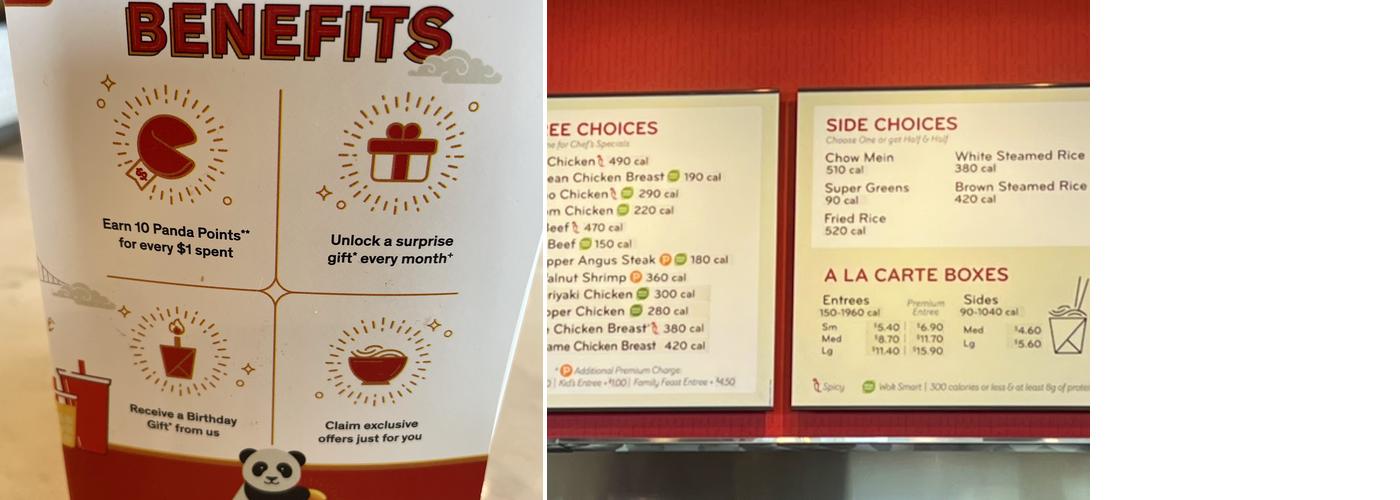 BENEFITS
Earn 10 Panda Points**
for every $1 spent
Unlock a surprise
gift* every month+
Receive a Birthday
Gift* from us
Claim exclusive
offers just for you
EE CHOICES
for Chef's Specials
Chicken 490 cal
ean Chicken Breast 190 cal
o Chicken 290 cal
m Chicken 220 cal
Beef 470 cal
Beef 150 cal
pper Angus Steak P 180 cal
alnut Shrimp P 360 cal
riyaki Chicken 300 cal
pper Chicken 280 cal
Chicken Breast 380 cal
ame Chicken Breast 420 cal
* P Additional Premium Charge:
| Kid's Entree +$1.00 | Family Feast Entree + $4.50
SIDE CHOICES
Choose One or get Half & Half
Chow Mein
510 cal
White Steamed Rice
380 cal
Super Greens
90 cal
Brown Steamed Rice
420 cal
Fried Rice
520 cal
A LA CARTE BOXES
Entrees
150-1960 cal
Premium
Entree
Sides
90-1040 cal
Sm $5.40 | $6.90
Med $8.70 | $11.70
Lg $11.40 | $15.90
Med $4.60
Lg $5.60
Spicy
Wok Smart | 300 calories or less & at least 8g of protei